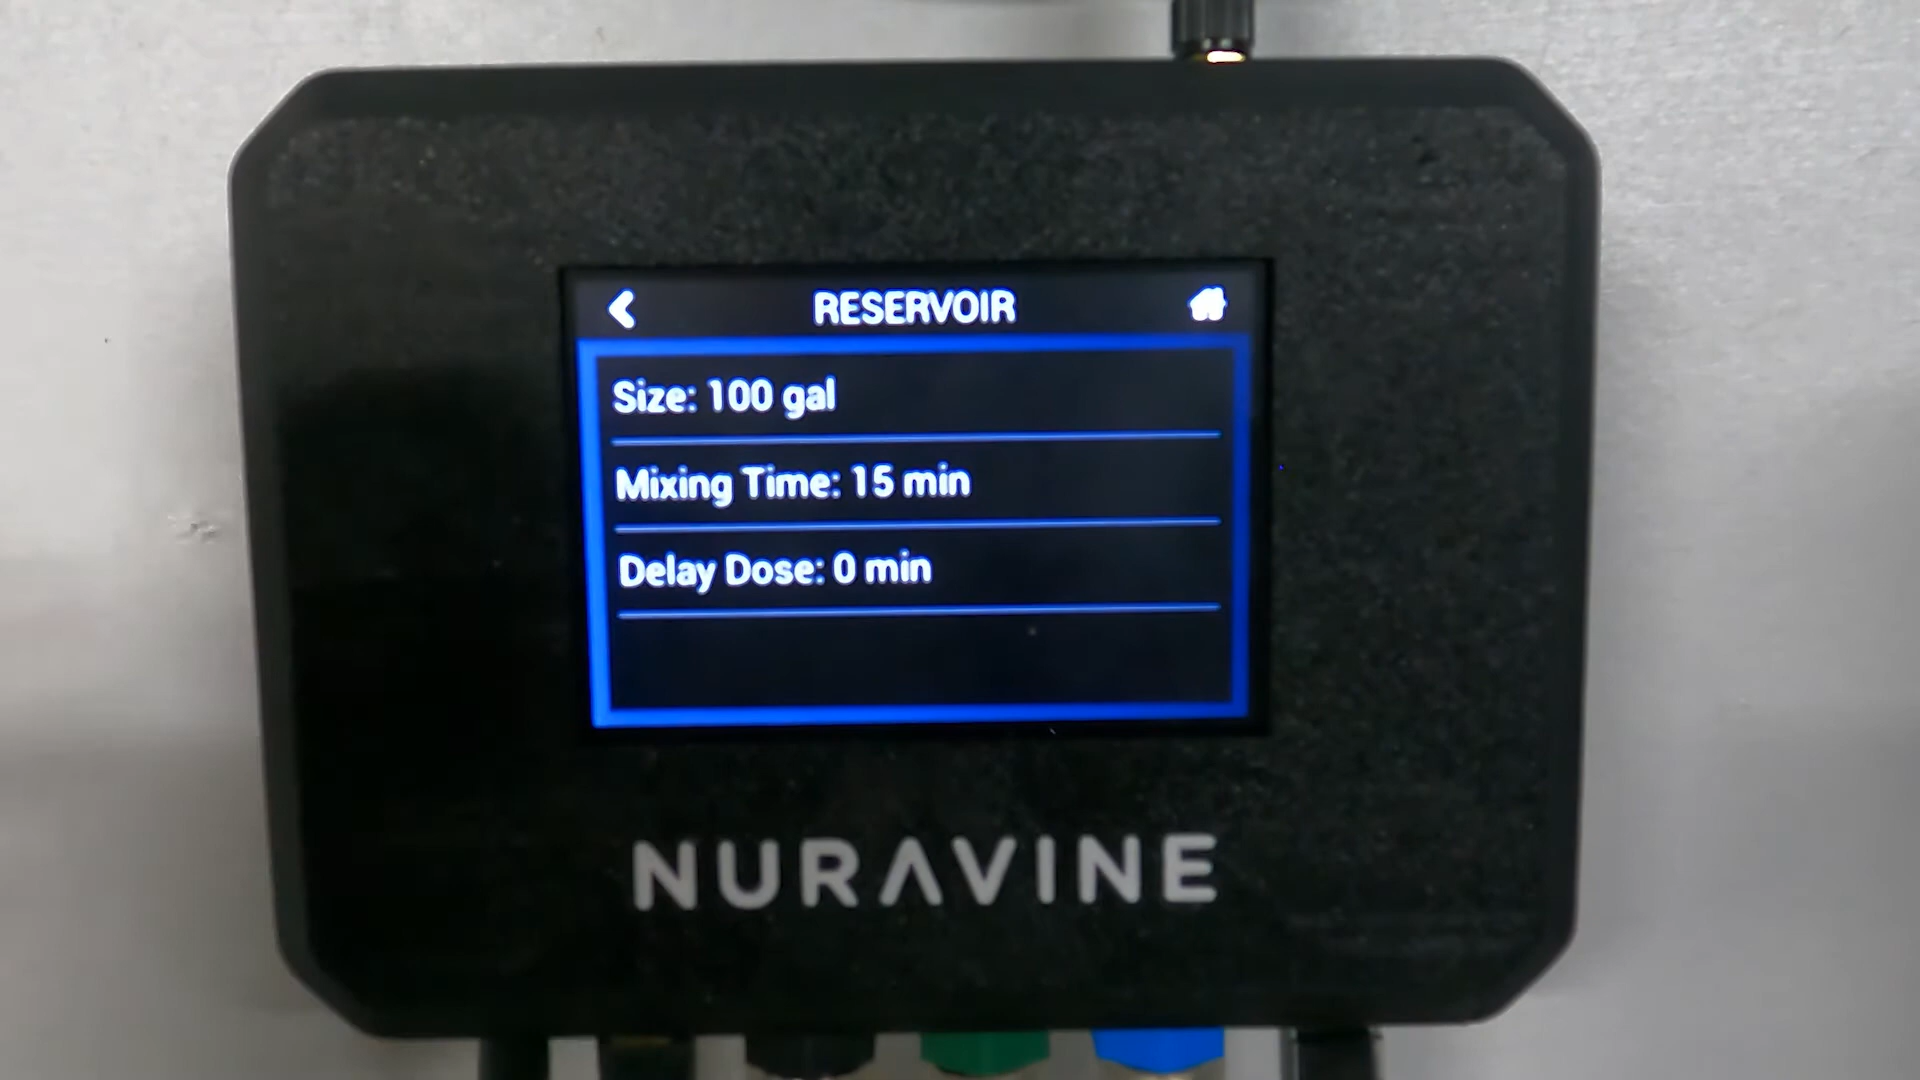 RESERVOIR
Size: 100 gal
Mixing Time: 15 min
Delay Dose: 0 min
NURAVINE